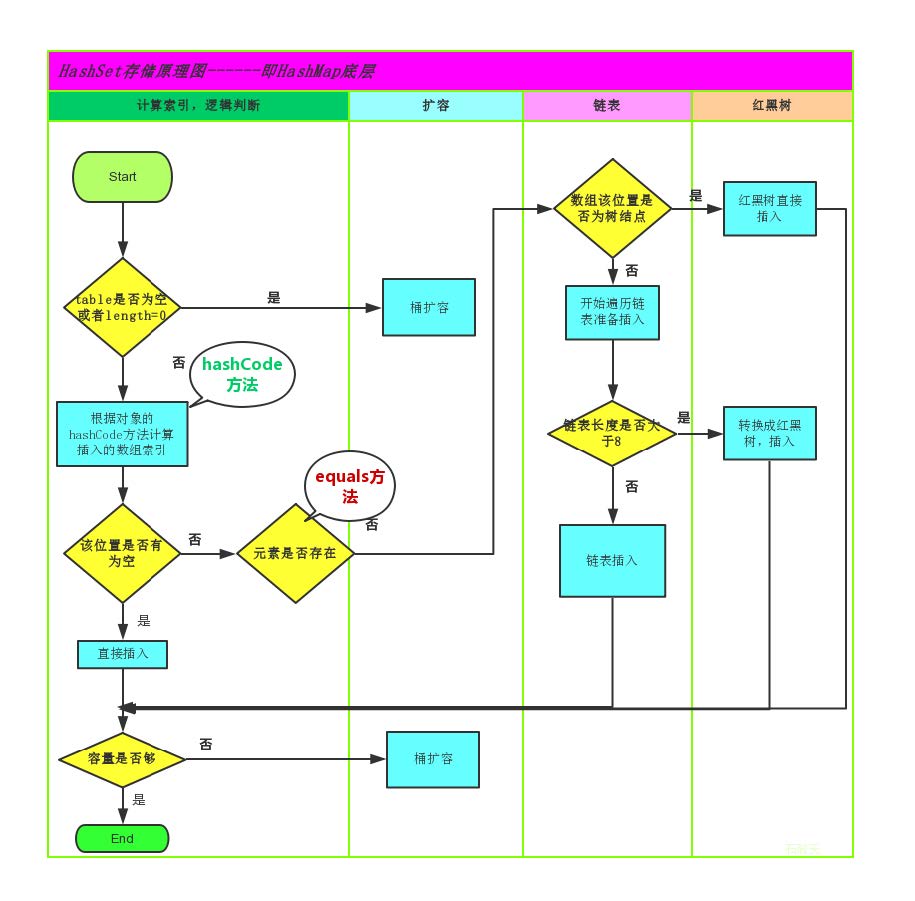 HashSet存储原理图------即HashMap底层
计算索引，逻辑判断
扩容
链表
红黑树
Start
table是否为空
或者length=0
是
桶扩容
否
hashCode
方法
根据对象的
hashCode方法计算
插入的数组索引
该位置是否有
为空
否
equals方
法
元素是否存在
否
是
直接插入
容量是否够
否
桶扩容
是
End
数组该位置是
否为树结点
是
红黑树直接
插入
否
开始遍历链
表准备插入
链表长度是否大
于8
是
转换成红黑
树，插入
否
链表插入